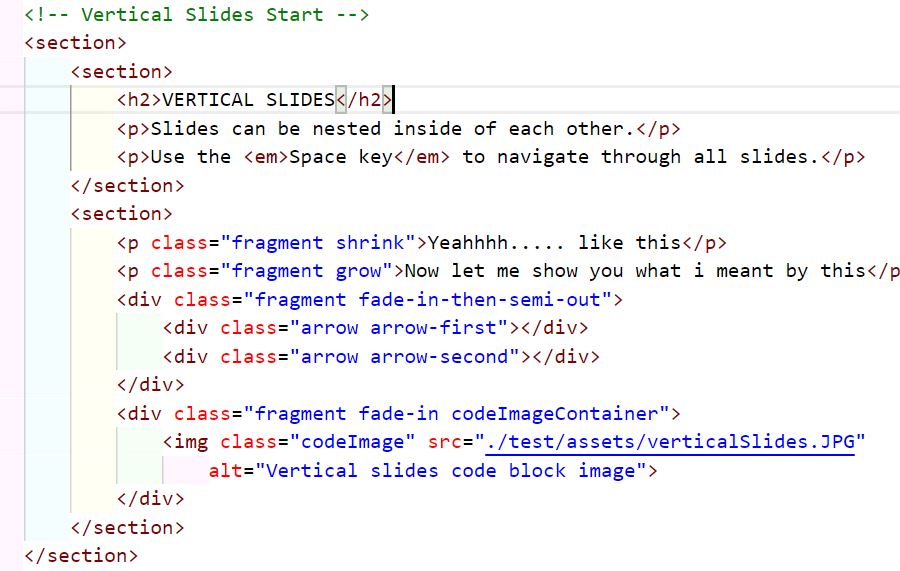 <!-- Vertical Slides Start -->
<section>
<section>
<h2>VERTICAL SLIDES</h2>
<p>Slides can be nested inside of each other.</p>
<p>Use the <em>Space key</em> to navigate through all slides.</p>
</section>
<section>
<p class="fragment shrink">Yeahhhh..... like this</p>
<p class="fragment grow">Now let me show you what i meant by this</p
<div class="fragment fade-in-then-semi-out">
<div class="arrow arrow-first"></div>
<div class="arrow arrow-second"></div>
</div>
<div class="fragment fade-in codeImageContainer">
<img class="codeImage" src="./test/assets/verticalSlides.JPG"
alt="Vertical slides code block image">
</div>
</section>
</section>